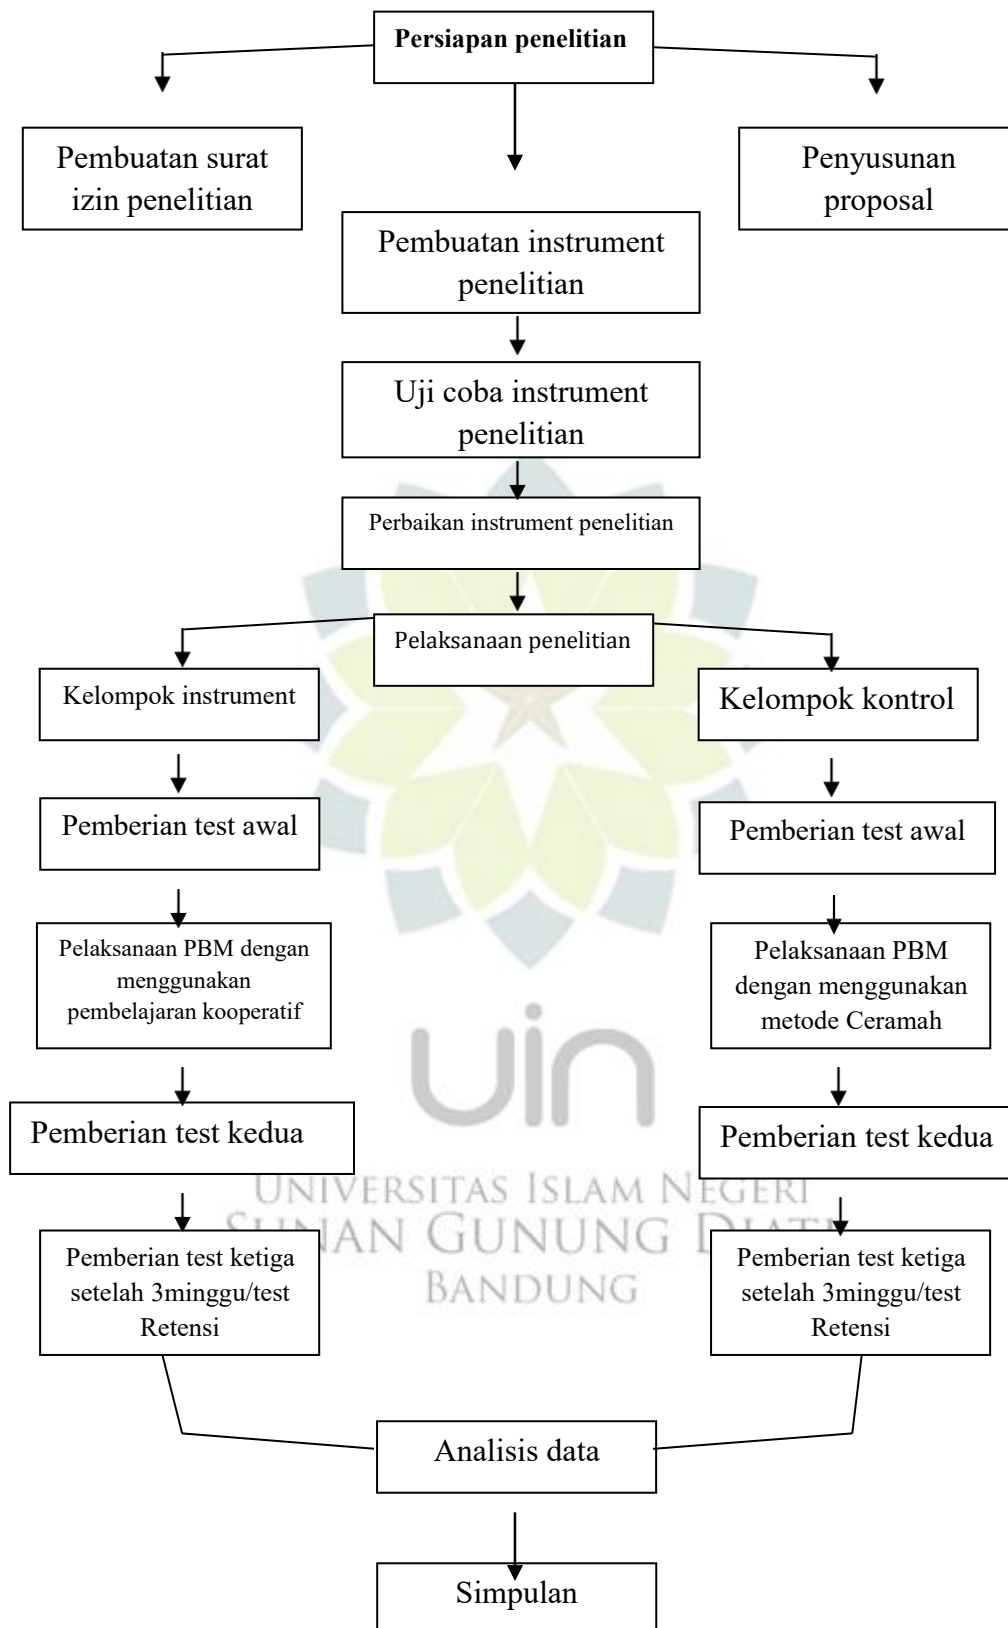 Persiapan penelitian
Pembuatan surat
izin penelitian
Penyusunan
proposal
Pembuatan instrument
penelitian
Uji coba instrument
penelitian
Perbaikan instrument penelitian
Pelaksanaan penelitian
Kelompok instrument
Kelompok kontrol
Pemberian test awal
Pemberian test awal
Pelaksanaan PBM dengan
menggunakan
pembelajaran kooperatif
Pelaksanaan PBM
dengan menggunakan
metode Ceramah
uin
Pemberian test kedua
Pemberian test kedua
UNIVERSITAS ISLAM NEGERI
SUNAN GUNUNG DJATI
BANDUNG
Pemberian test ketiga
setelah 3minggu/test
Retensi
Pemberian test ketiga
setelah 3minggu/test
Retensi
Analisis data
Simpulan